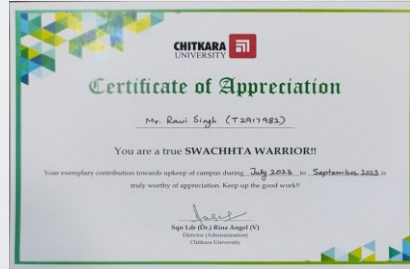 CHITKARA
UNIVERSITY
Certificate of Appreciation
Mr. Ravi Singh (T2A17982)
You are a true SWACHHTA WARRIOR!!
Your exemplary contribution towards upkeep of campus during July 2023 to September 2023 is
truly worthy of appreciation. Keep up the good work!!
Sqn Ldr (Dr.) Rina Angel (V)
Director (Administration)
Chitkara University